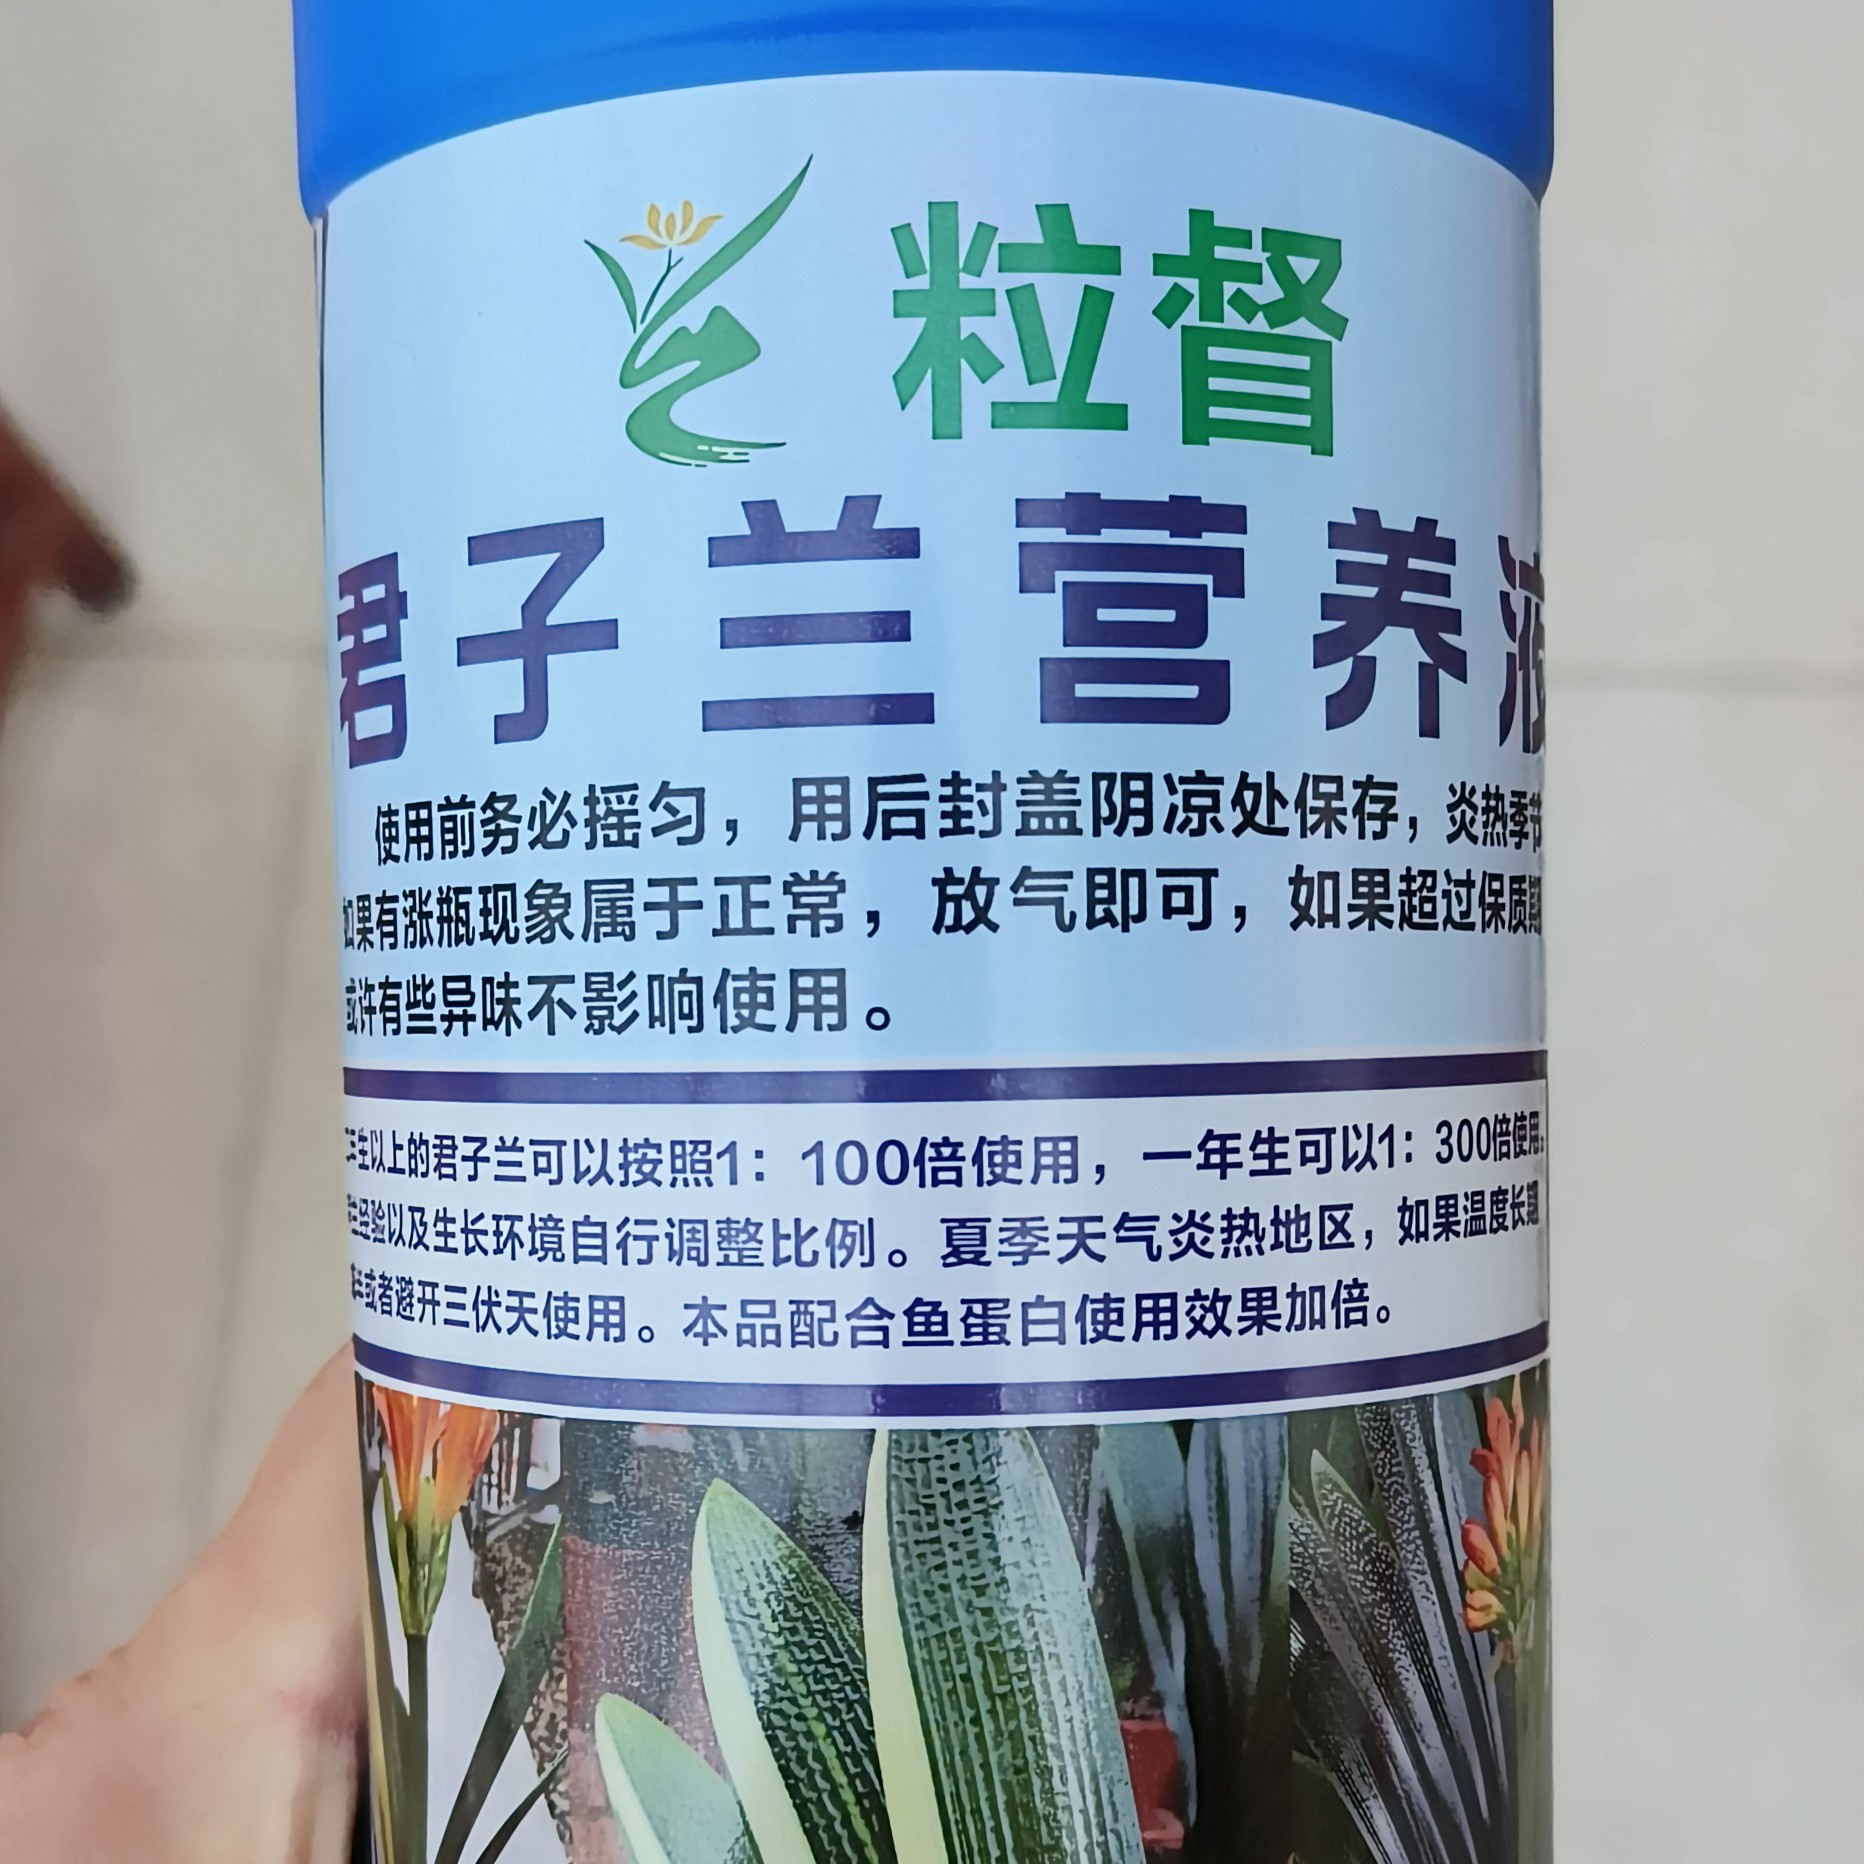 粒督
君子兰营养液
使用前务必摇匀，用后封盖阴凉处保存，炎热季节
如果有涨瓶现象属于正常，放气即可，如果超过保质期
或许有些异味不影响使用。
生以上的君子兰可以按照1：100倍使用，一年生可以1：300倍使用。
经验以及生长环境自行调整比例。夏季天气炎热地区，如果温度长期
或者避开三伏天使用。本品配合鱼蛋白使用效果加倍。